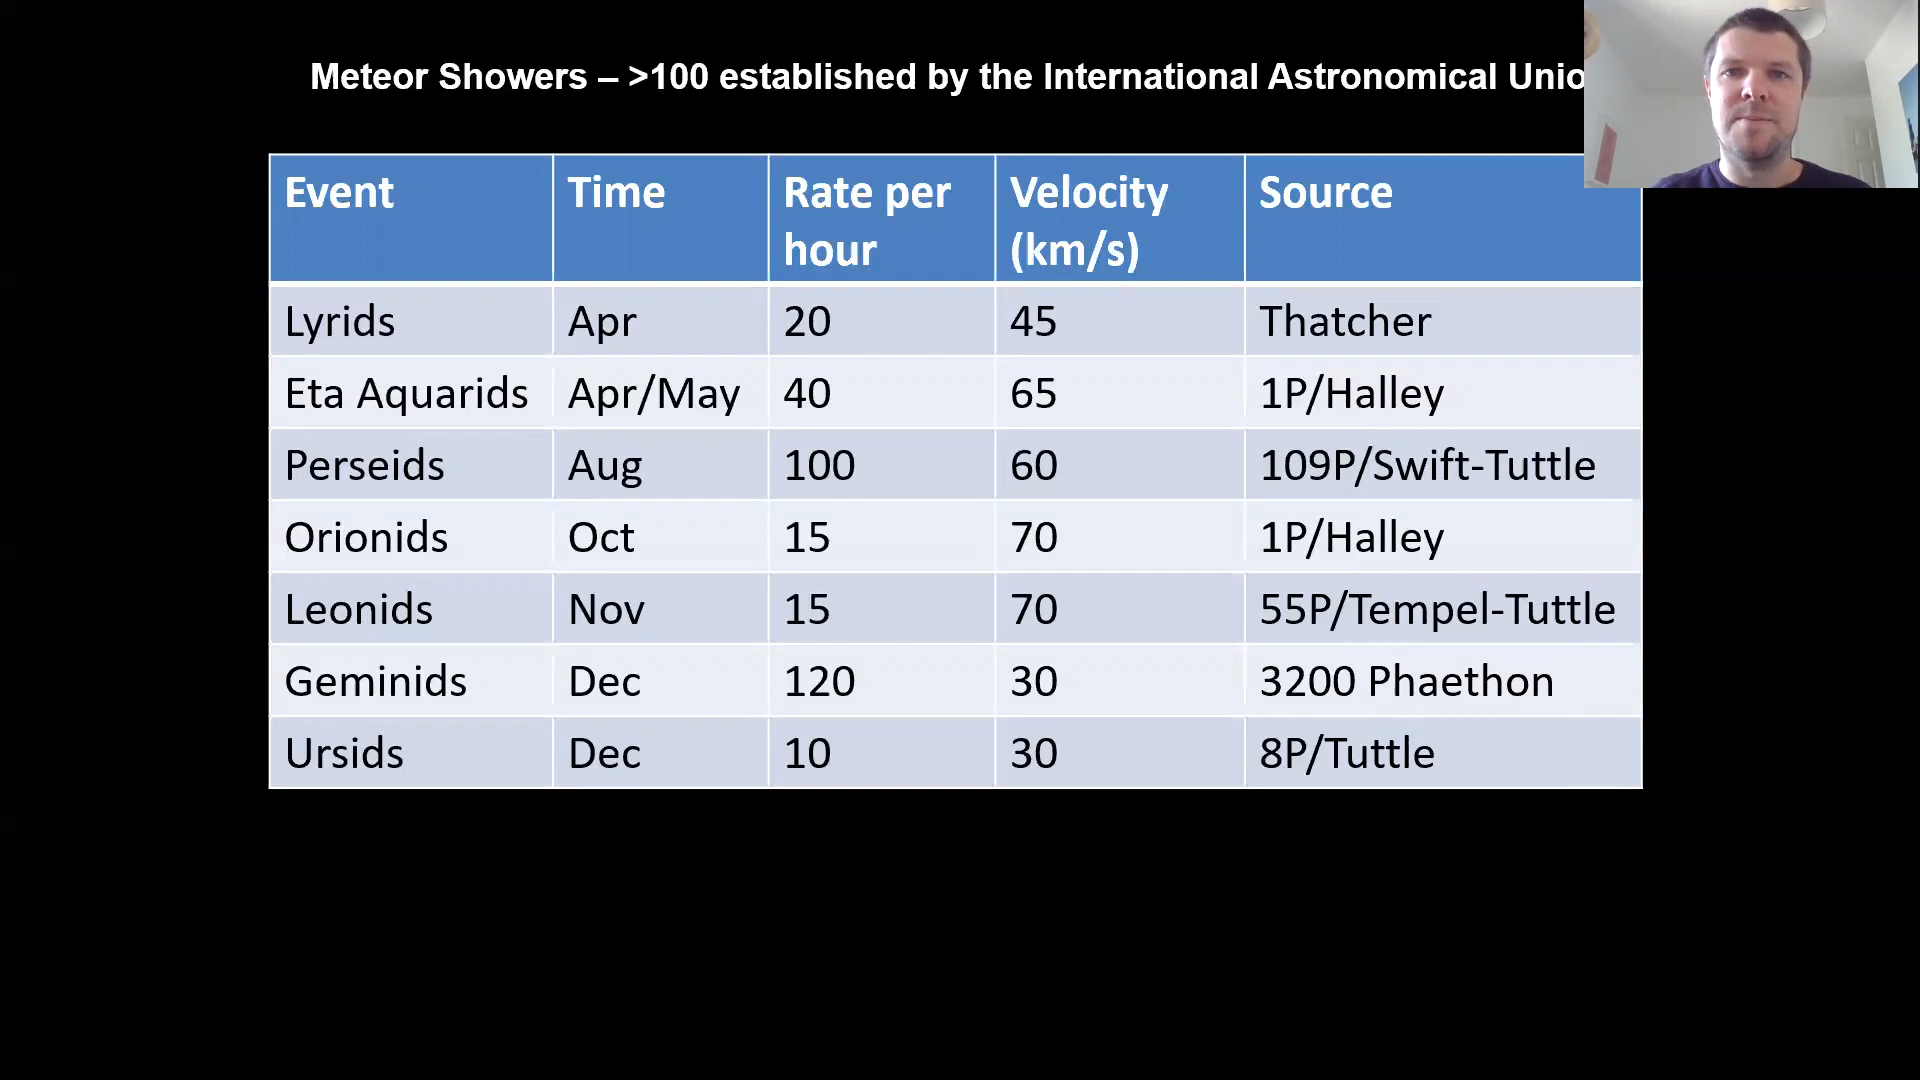 Meteor Showers – >100 established by the International Astronomical Unio
Event Time Rate per hour Velocity (km/s) Source
Lyrids Apr 20 45 Thatcher
Eta Aquarids Apr/May 40 65 1P/Halley
Perseids Aug 100 60 109P/Swift-Tuttle
Orionids Oct 15 70 1P/Halley
Leonids Nov 15 70 55P/Tempel-Tuttle
Geminids Dec 120 30 3200 Phaethon
Ursids Dec 10 30 8P/Tuttle